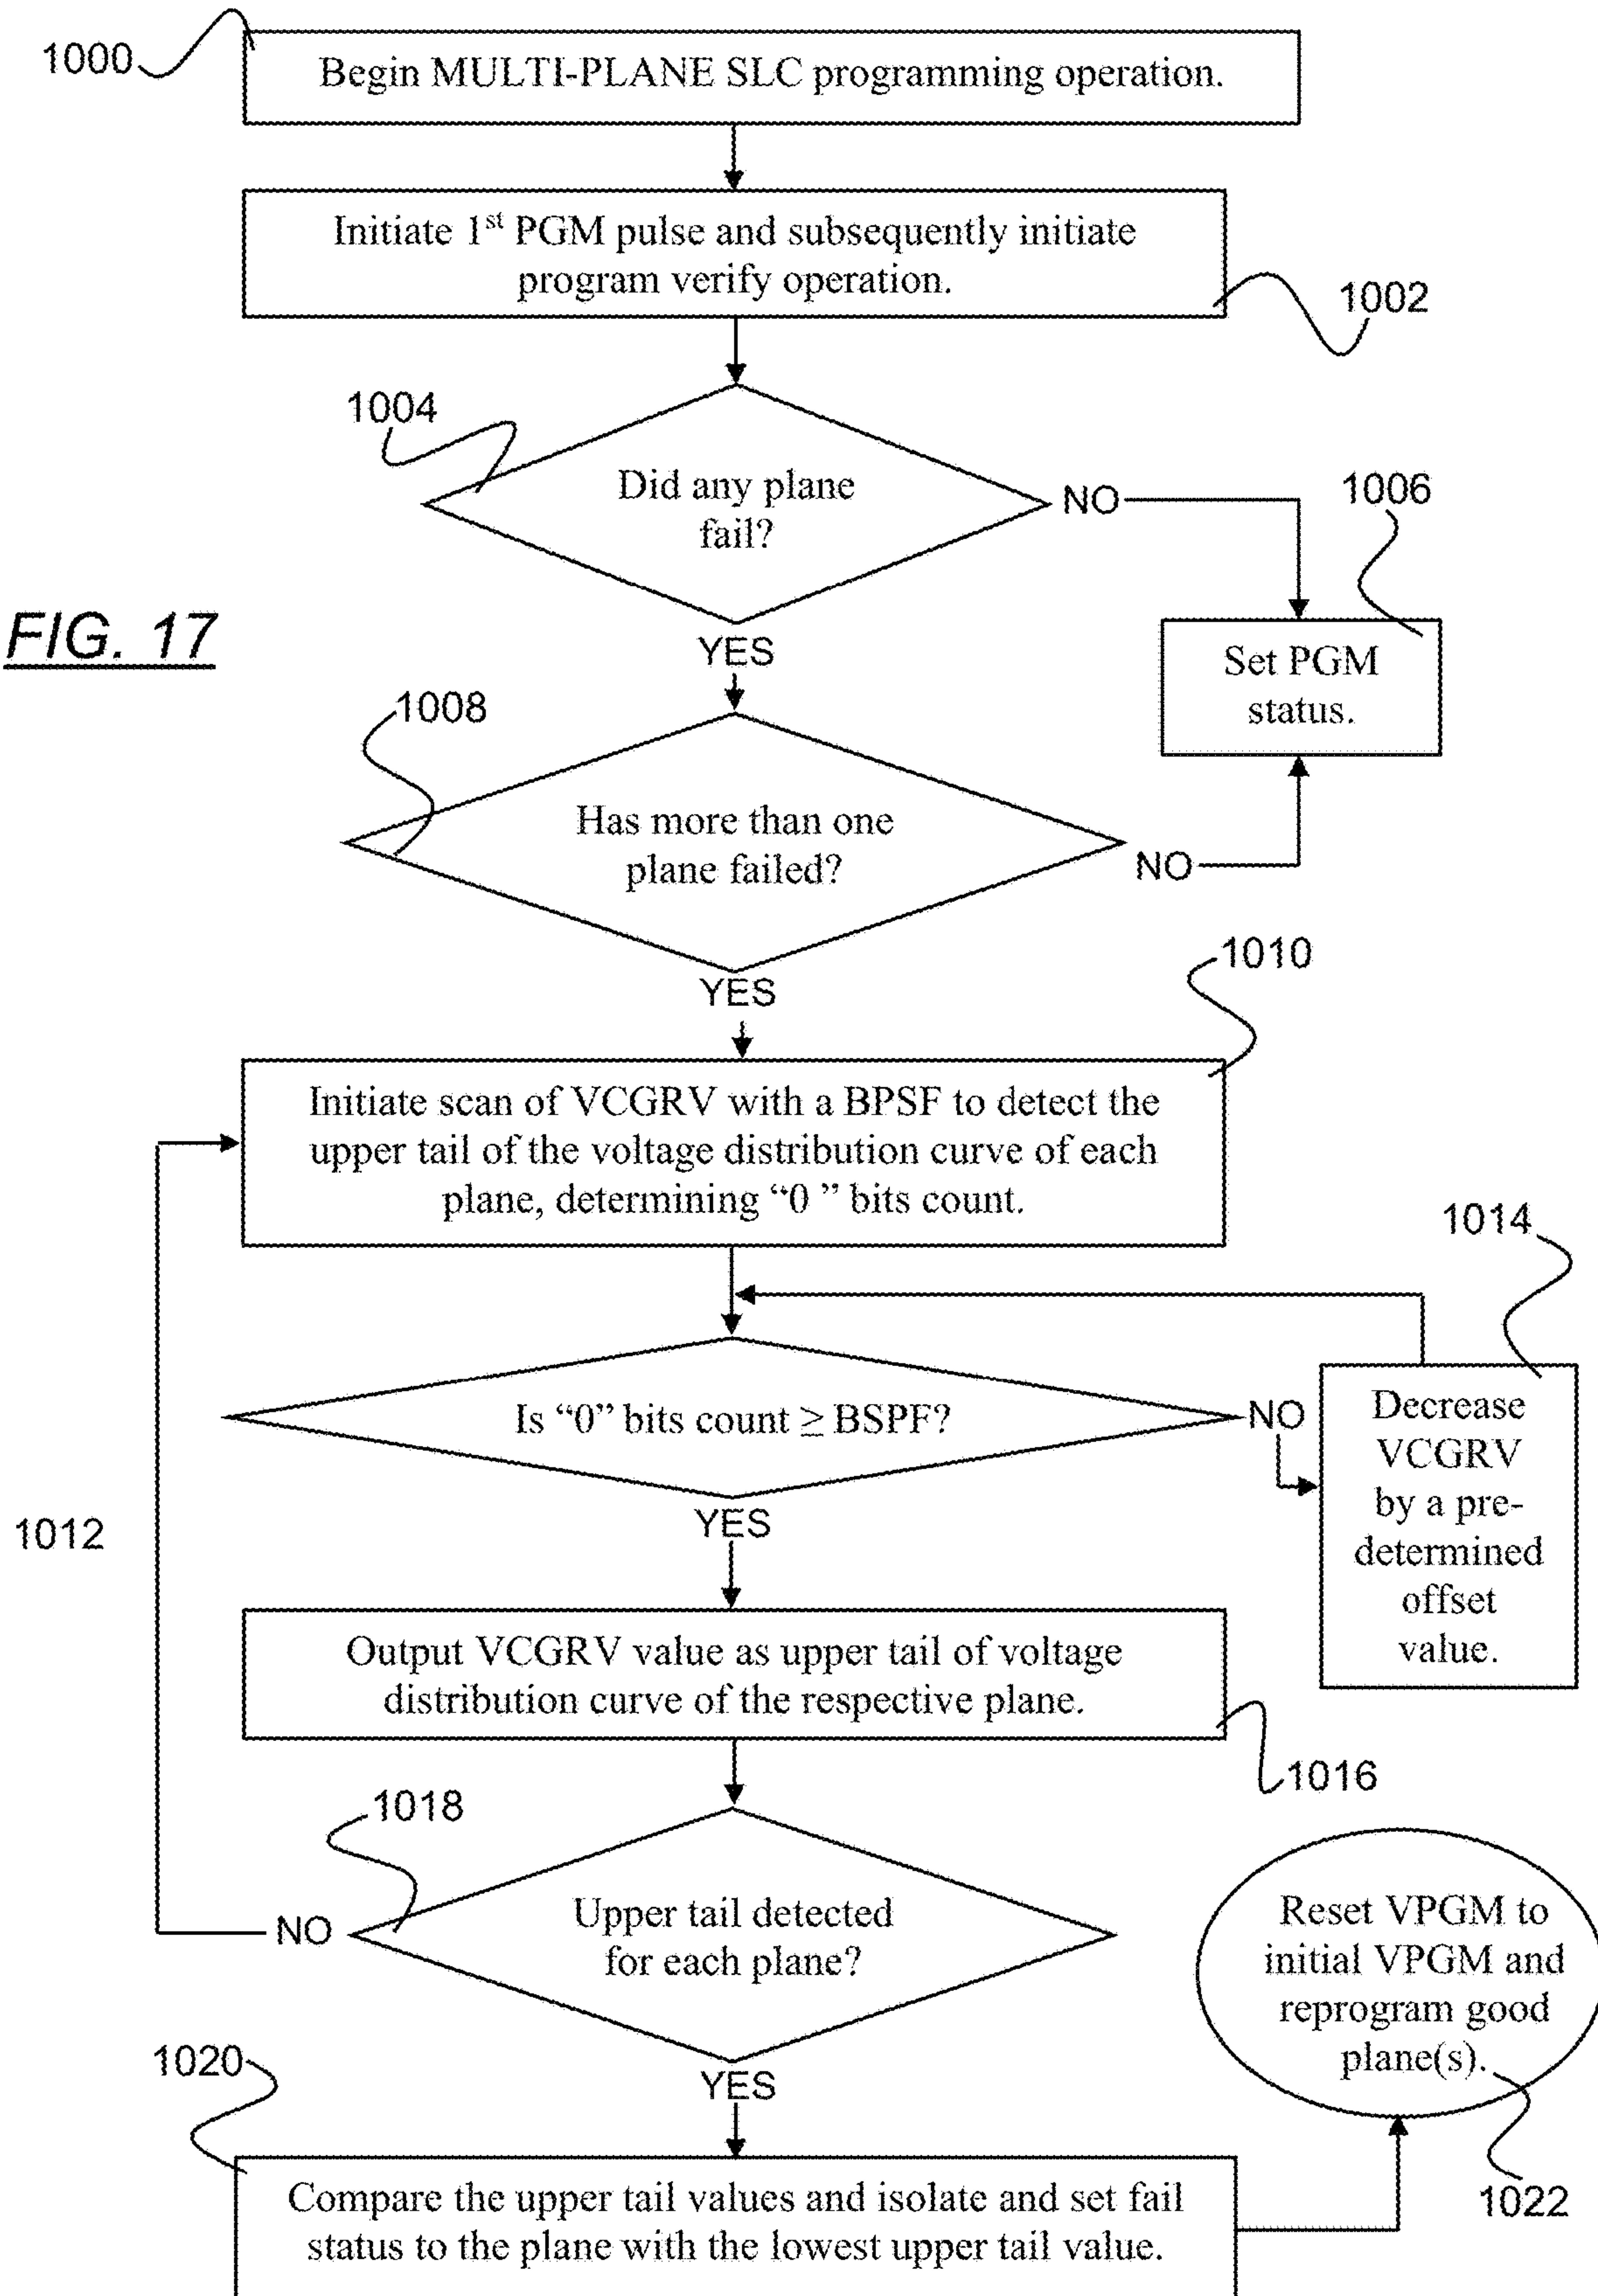 1000
Begin MULTI-PLANE SLC programming operation.
Initiate 1st PGM pulse and subsequently initiate
program verify operation.
1002
1004
Did any plane
fail?
NO
1006
YES
Set PGM
status.
FIG. 17
1008
Has more than one
plane failed?
NO
YES
1010
Initiate scan of VCGRV with a BPSF to detect the
upper tail of the voltage distribution curve of each
plane, determining “0 ” bits count.
1014
Is “0” bits count ≥ BSPF?
NO
Decrease
VCGRV
by a pre-
determined
offset
value.
YES
1012
Output VCGRV value as upper tail of voltage
distribution curve of the respective plane.
1016
1018
Upper tail detected
for each plane?
NO
YES
Reset VPGM to
initial VPGM and
reprogram good
plane(s).
1020
1022
Compare the upper tail values and isolate and set fail
status to the plane with the lowest upper tail value.